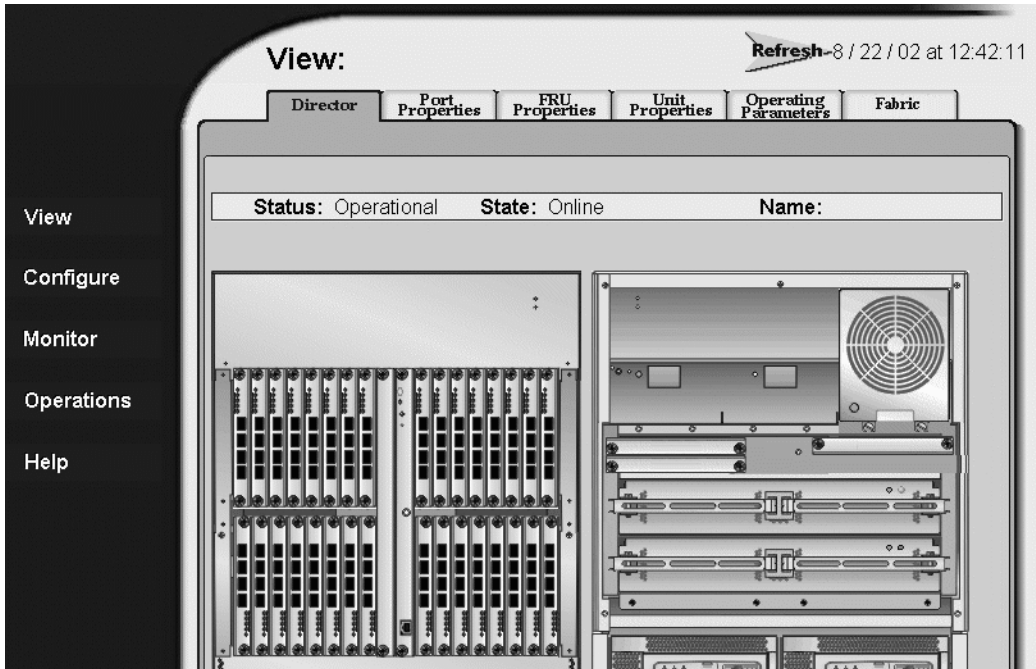 View:
Refresh-8 / 22 / 02 at 12:42:11
Director
Port Properties
FRU Properties
Unit Properties
Operating Parameters
Fabric
Status: Operational State: Online Name:
View
Configure
Monitor
Operations
Help